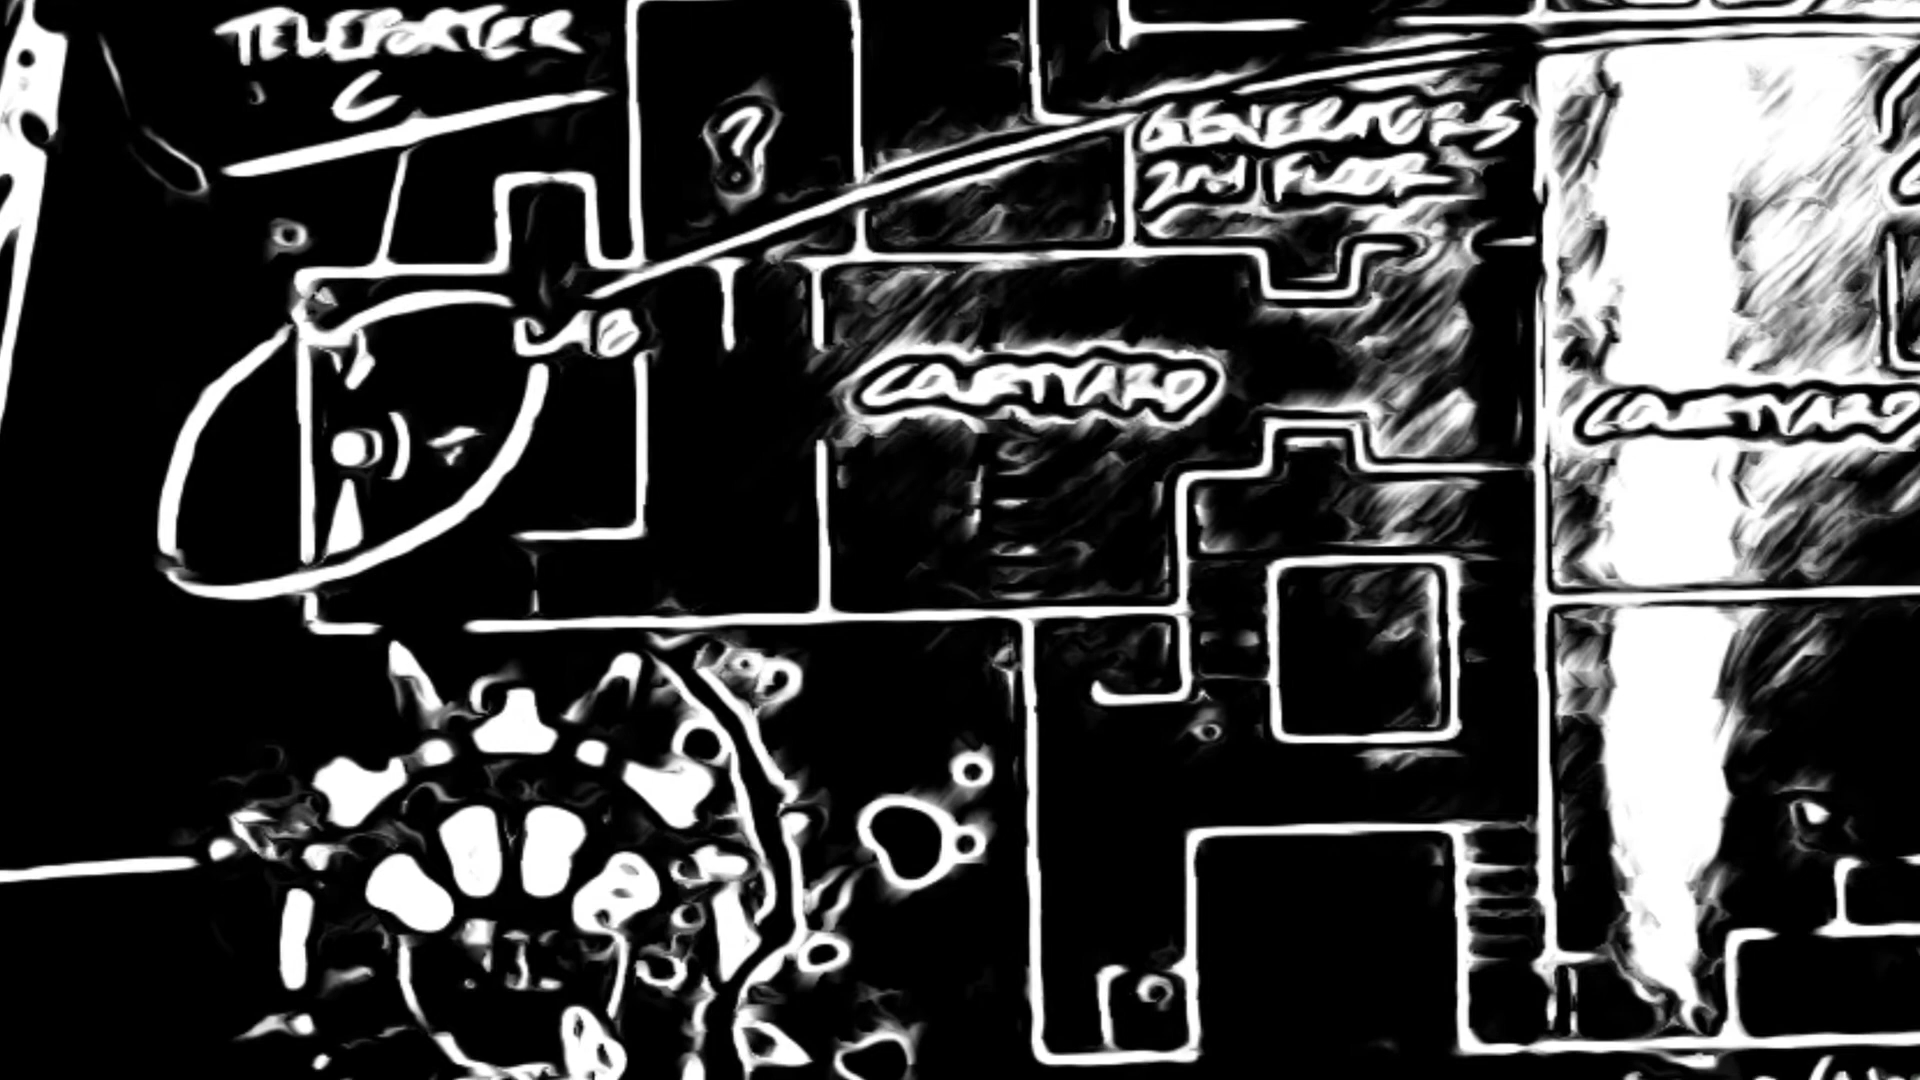 TELEPORTER
C
?
GENERATORS
2nd FLOOR
LAB
COURTYARD
COURTYARD